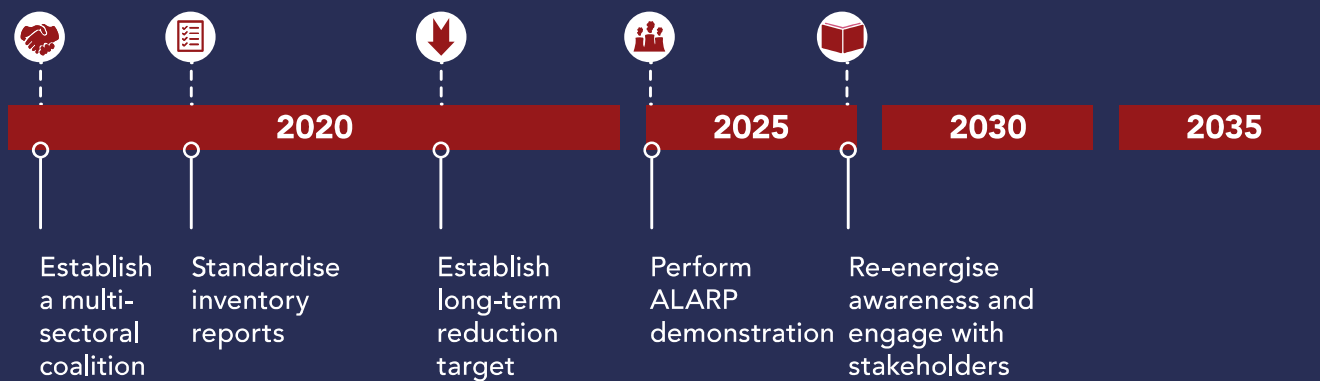 2020
2025
2030
2035
Establish
a multi-
sectoral
coalition
Standardise
inventory
reports
Establish
long-term
reduction
target
Perform
ALARP
demonstration
Re-energise
awareness and
engage with
stakeholders